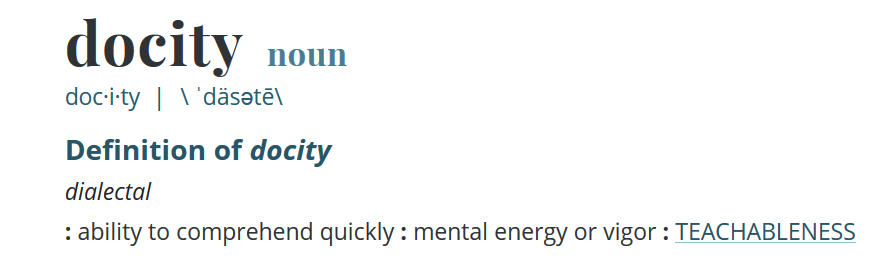 docity noun
doc·i·ty | \ ˈdäsətē\
Definition of docity
dialectal
: ability to comprehend quickly : mental energy or vigor : TEACHABLENESS